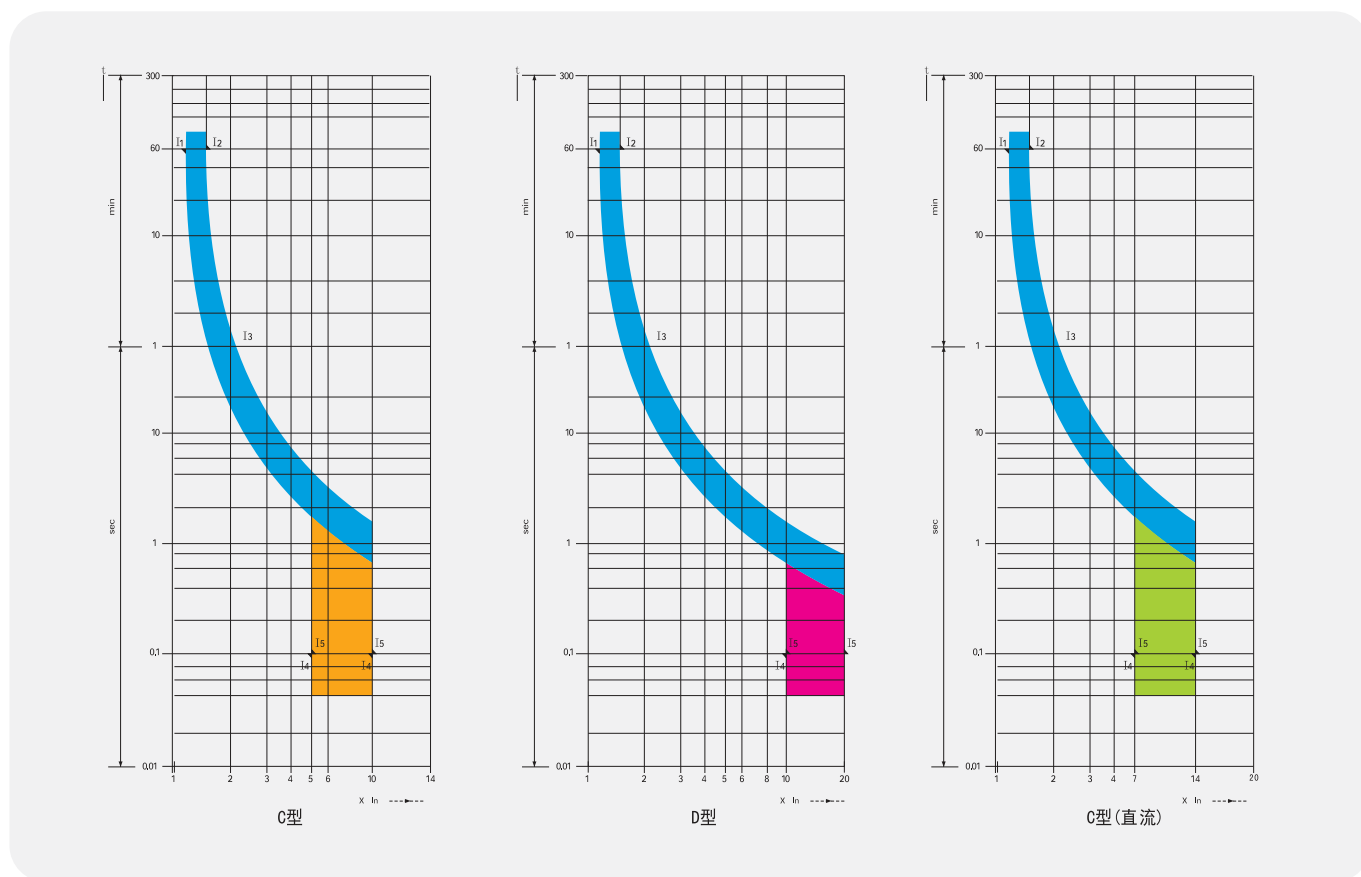 t
300
I1
I2
60
min
10
I3
1
10
sec
1
I5
I5
0.1
I4
I4
0.01
1 2 3 4 5 6 10 14
X In
C型
t
300
I1
I2
60
min
10
I3
1
10
sec
1
I5
I5
0.1
I4
0.01
1 2 3 4 5 6 8 10 20
X In
D型
t
300
I1
I2
60
min
10
I3
1
10
sec
1
I5
I5
0.1
I4
I4
0.01
1 2 3 4 7 14 20
X In
C型(直流)